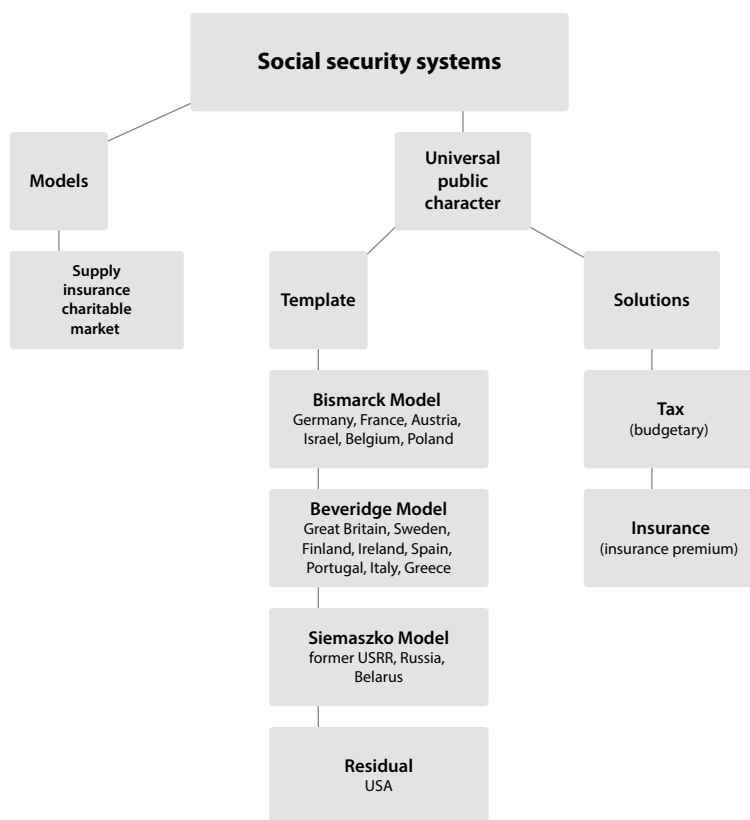 Social security systems
Models
Universal
public
character
Supply
insurance
charitable
market
Template
Solutions
Bismarck Model
Germany, France, Austria,
Israel, Belgium, Poland
Tax
(budgetary)
Beveridge Model
Great Britain, Sweden,
Finland, Ireland, Spain,
Portugal, Italy, Greece
Insurance
(insurance premium)
Siemaszko Model
former USRR, Russia,
Belarus
Residual
USA